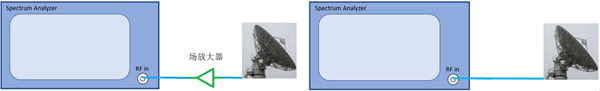 Spectrum Analyzer
RF in
场放大器
Spectrum Analyzer
RF in